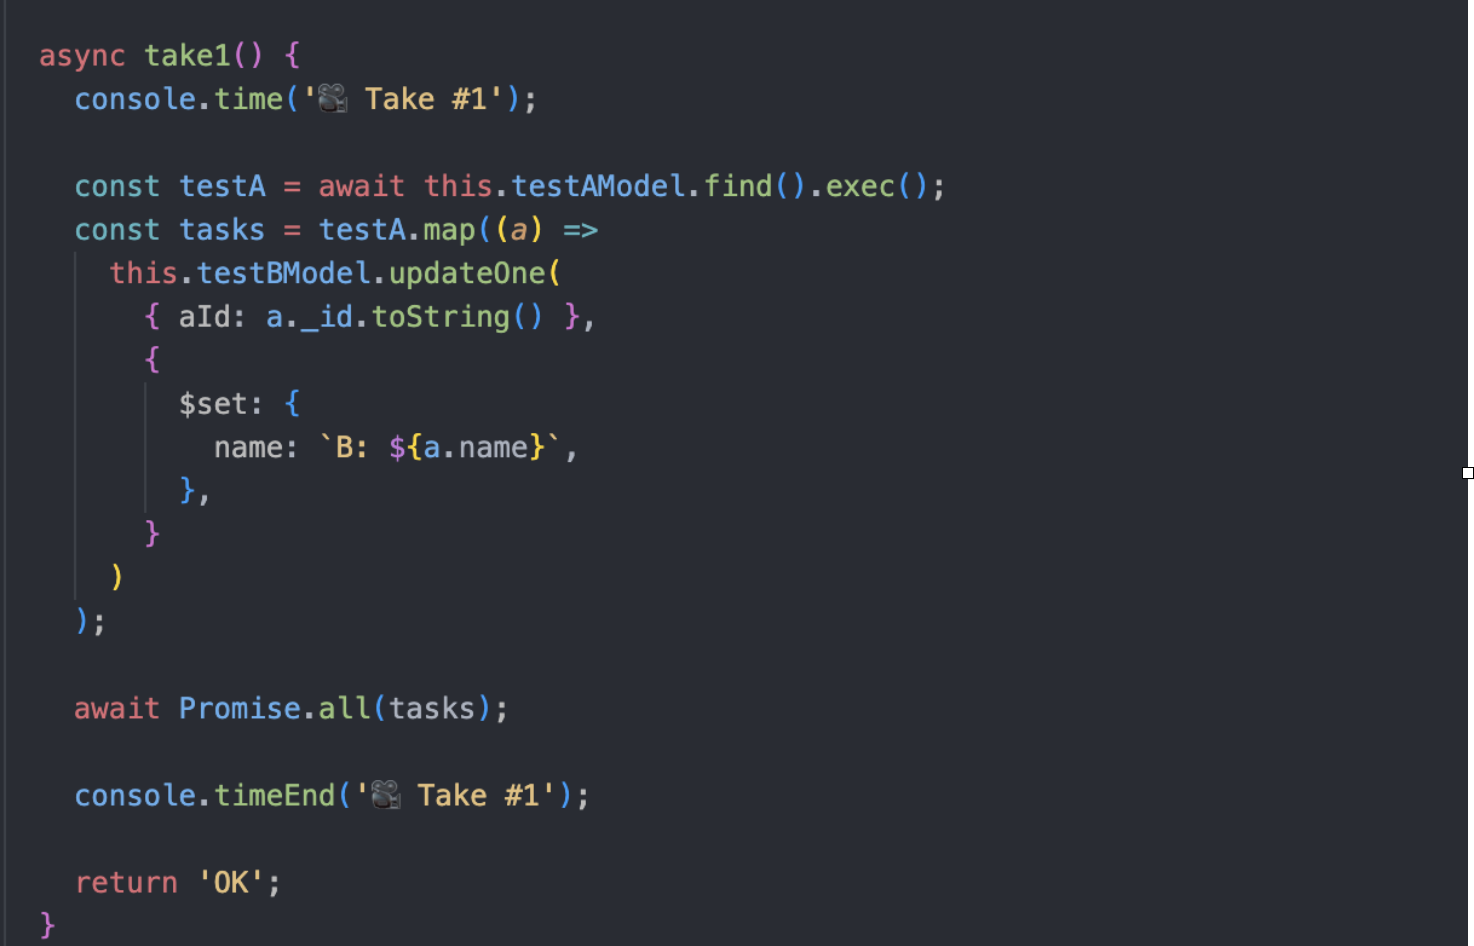 async take1() {
console.time('🎥 Take #1');
const testA = await this.testAModel.find().exec();
const tasks = testA.map((a) =>
this.testBModel.updateOne(
{ aId: a._id.toString() },
{
$set: {
name: `B: ${a.name}`,
},
}
)
);
await Promise.all(tasks);
console.timeEnd('🎥 Take #1');
return 'OK';
}